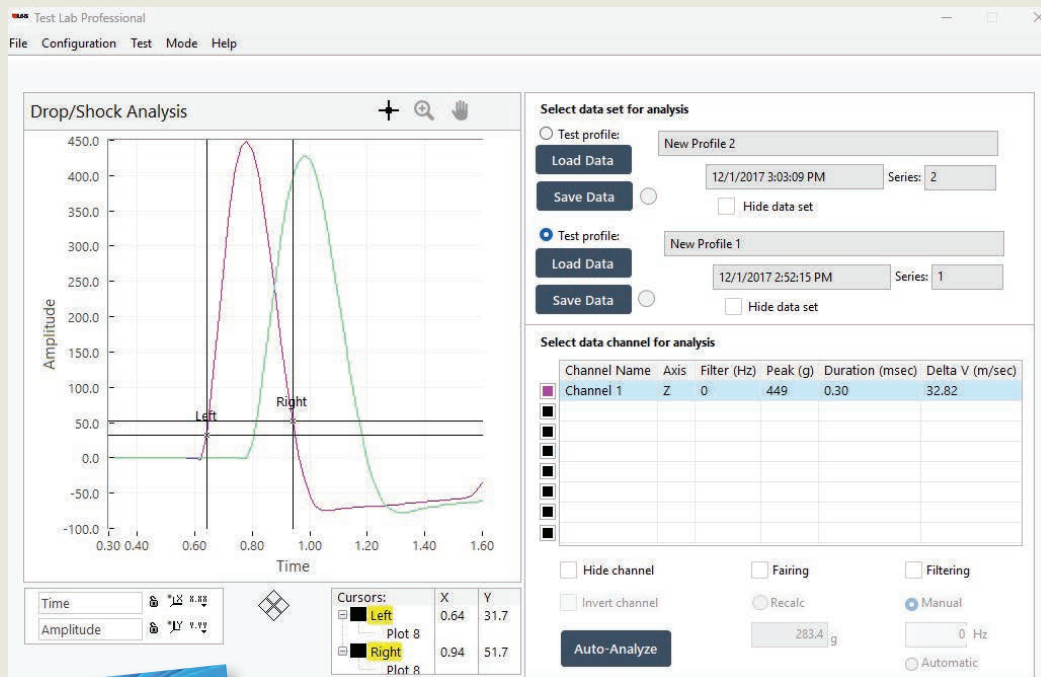 Test Lab Professional
File Configuration Test Mode Help
Drop/Shock Analysis
450.0
400.0
350.0
300.0
250.0
200.0
150.0
100.0
50.0
0.0
-50.0
-100.0
Amplitude
Left
Right
0.30 0.40 0.60 0.80 1.00 1.20 1.40 1.60
Time
Time
Amplitude
Cursors: X Y
Left 0.64 31.7
Plot 8
Right 0.94 51.7
Plot 8
Select data set for analysis
Test profile:
New Profile 2
Load Data
12/1/2017 3:03:09 PM Series: 2
Save Data
Hide data set
Test profile:
New Profile 1
Load Data
12/1/2017 2:52:15 PM Series: 1
Save Data
Hide data set
Select data channel for analysis
Channel Name Axis Filter (Hz) Peak (g) Duration (msec) Delta V (m/sec)
Channel 1 Z 0 449 0.30 32.82
Hide channel Fairing Filtering
Invert channel Recalc Manual
283.4 g 0 Hz
Auto-Analyze
Automatic